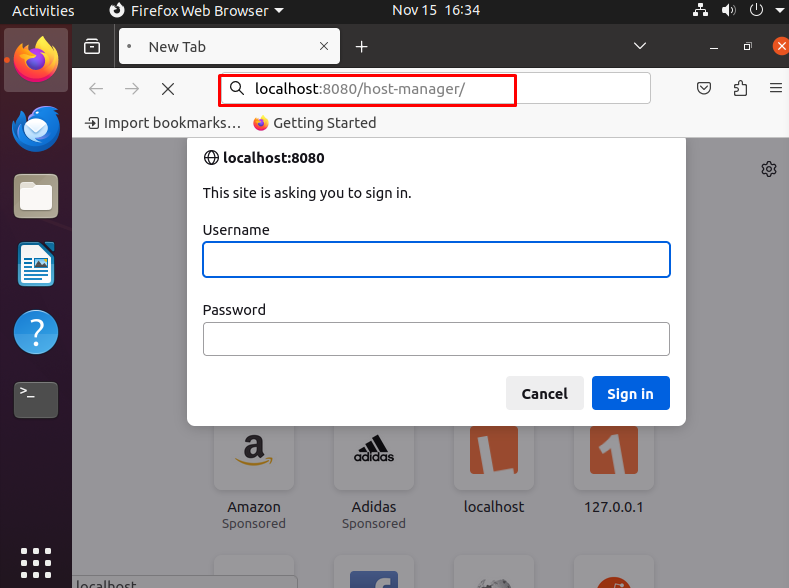 Activities
Firefox Web Browser
Nov 15 16:34
New Tab
localhost:8080/host-manager/
Import bookmarks...
Getting Started
localhost:8080
This site is asking you to sign in.
Username
Password
Cancel
Sign in
a
adidas
L
1
Amazon
Sponsored
Adidas
Sponsored
localhost
127.0.0.1
?
>_
localhost